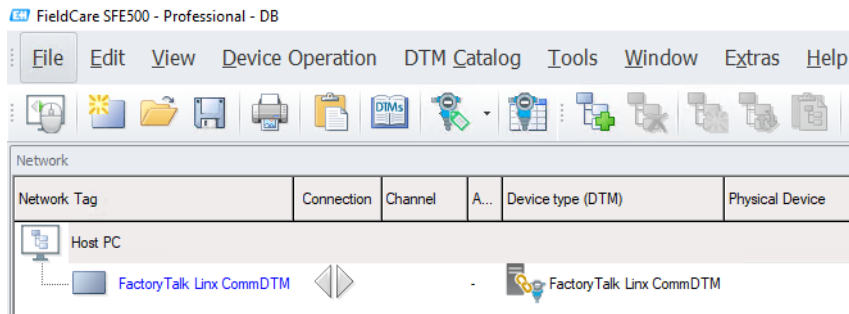 FieldCare SFE500 - Professional - DB
File Edit View Device Operation DTM Catalog Tools Window Extras Help
DTMs
Network
Network Tag Connection Channel A... Device type (DTM) Physical Device
Host PC
FactoryTalk Linx CommDTM - FactoryTalk Linx CommDTM